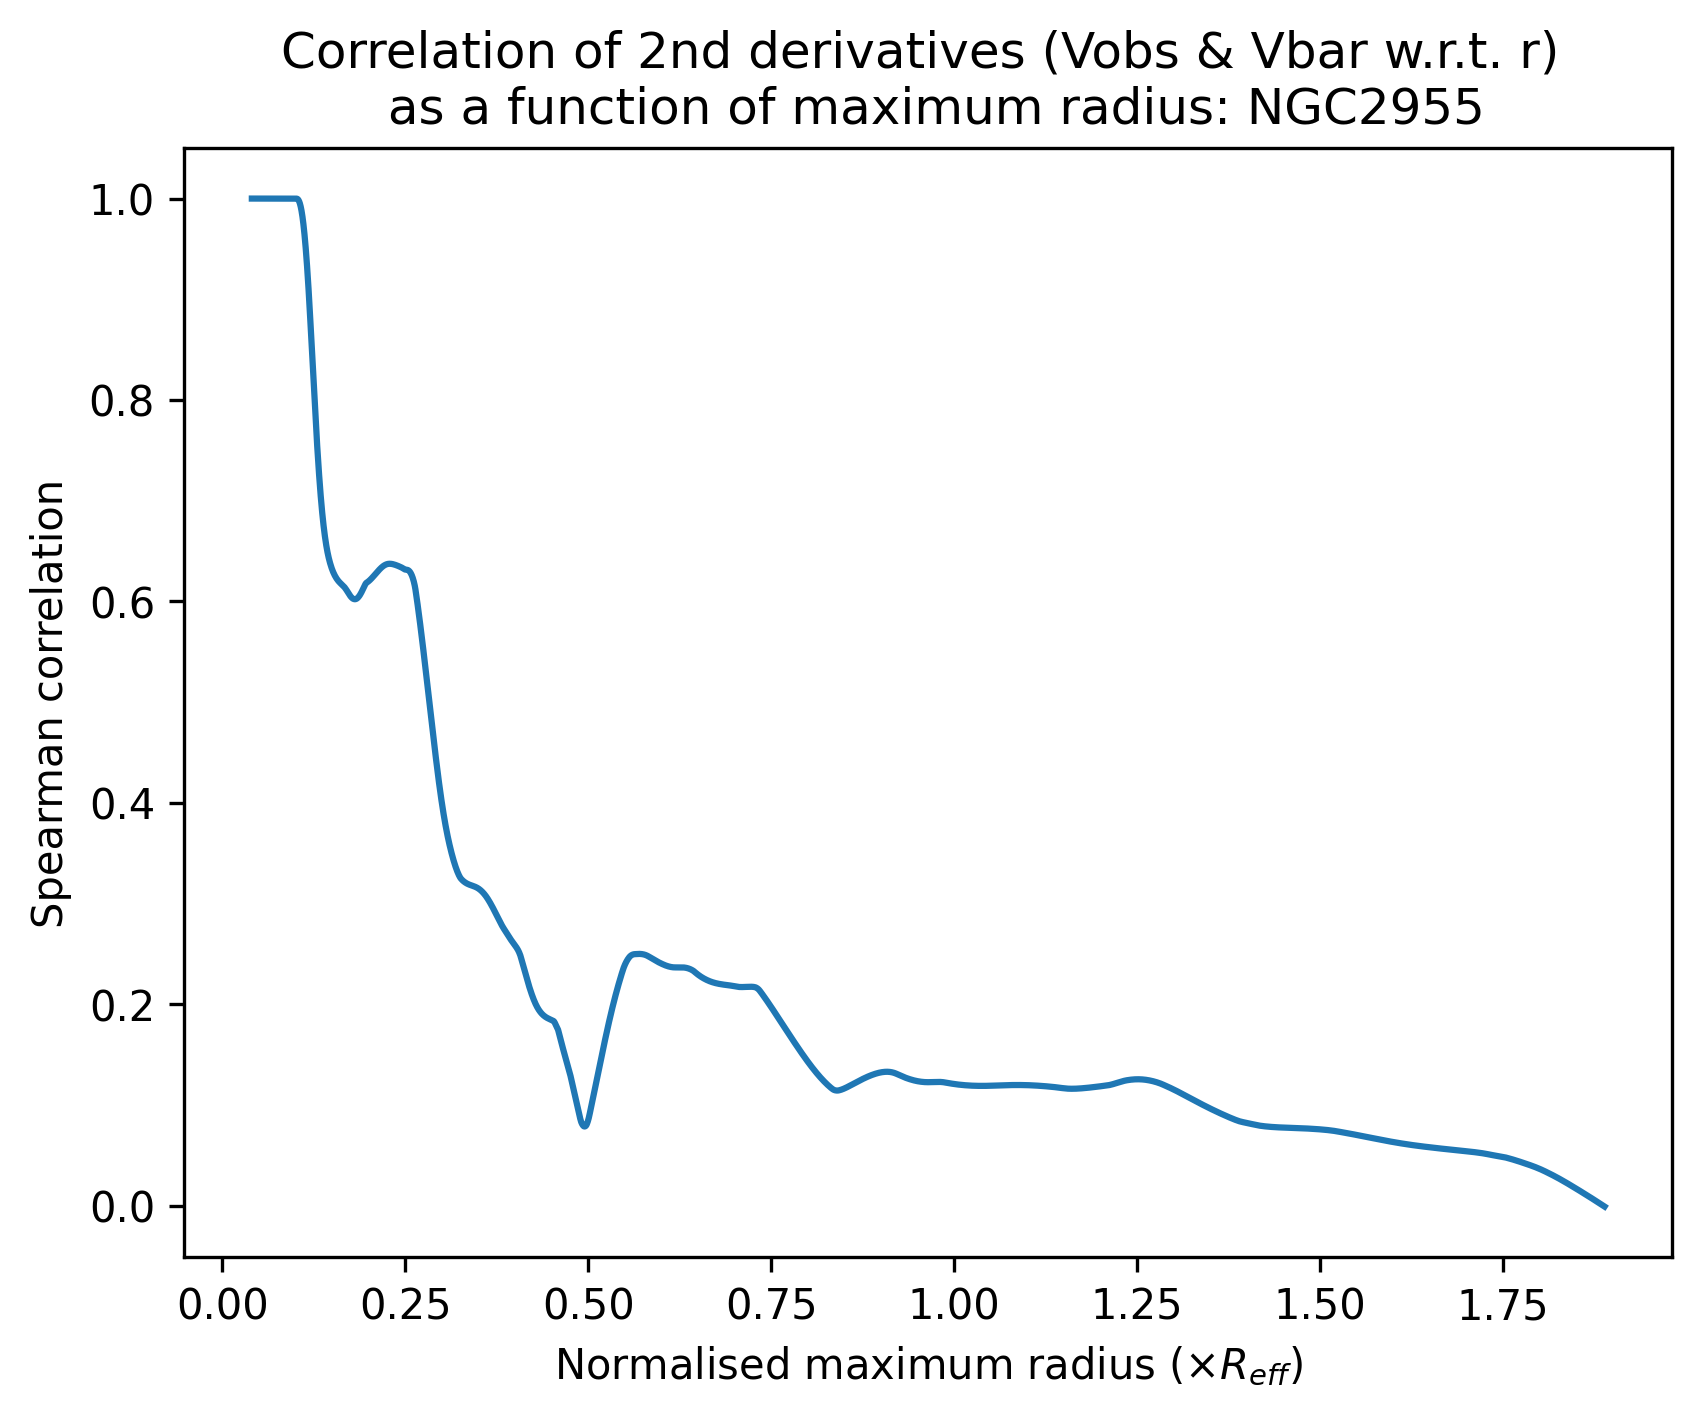 Correlation of 2nd derivatives (Vobs & Vbar w.r.t. r)
as a function of maximum radius: NGC2955
Spearman correlation
1.0
0.8
0.6
0.4
0.2
0.0
0.00 0.25 0.50 0.75 1.00 1.25 1.50 1.75
Normalised maximum radius (×R_eff)